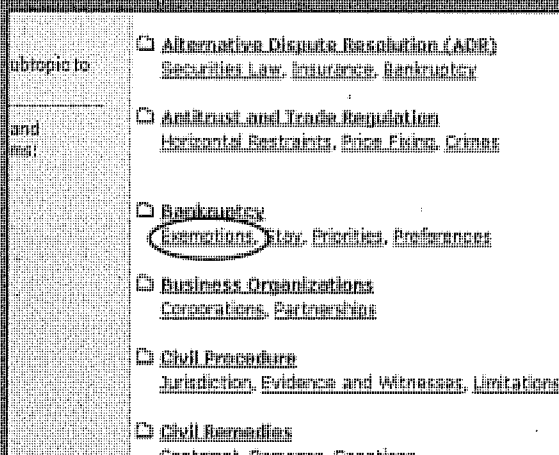 Alternative Dispute Resolution (ADR)
Securities Law, Insurance, Bankruptcy
ubtopic to
Antitrust and Trade Regulation
and
Horizontal Restraints, Price Fixing, Crimes
ms:
Bankruptcy
Exemptions, Stay, Priorities, Preferences
Business Organizations
Corporations, Partnerships
Civil Procedure
Jurisdiction, Evidence and Witnesses, Limitations
Civil Remedies